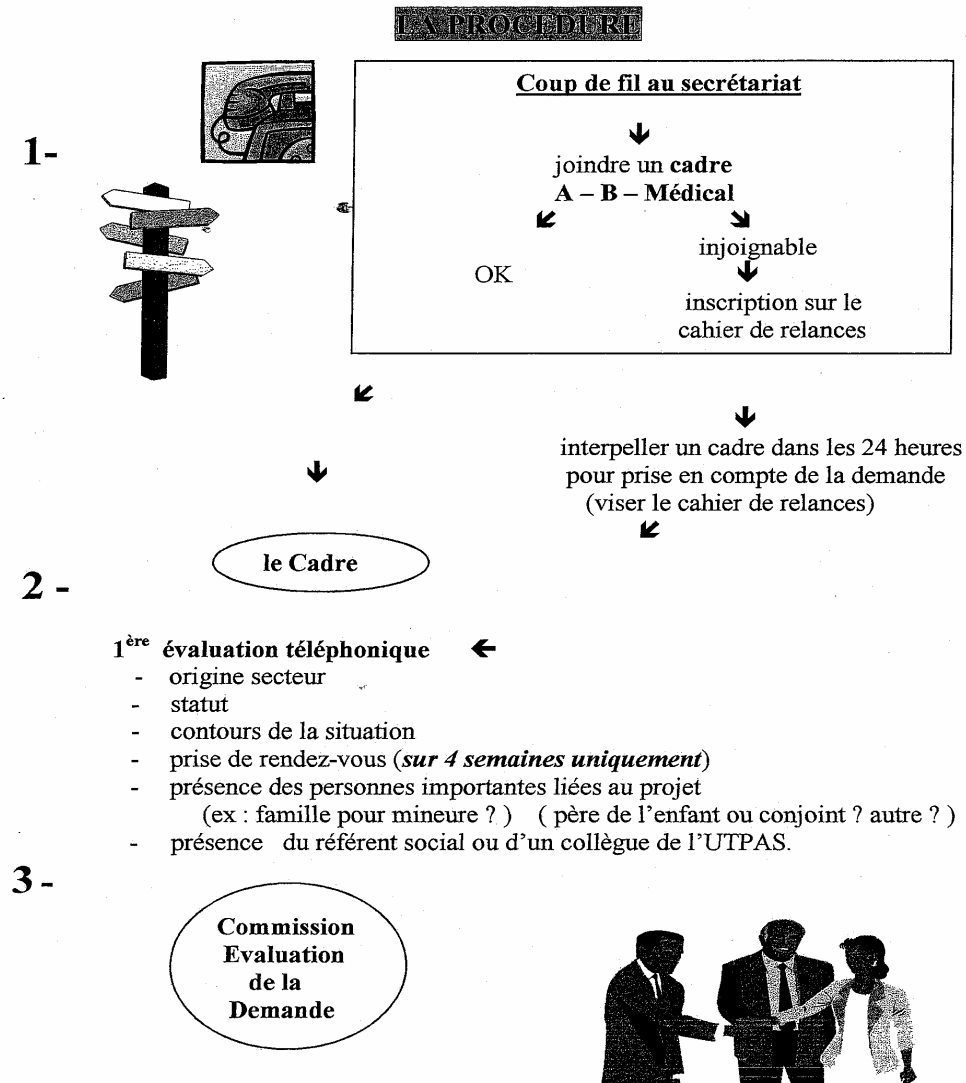 LA PROCEDURE
1-
Coup de fil au secrétariat
joindre un cadre
A – B – Médical
injoignable
OK
inscription sur le
cahier de relances
interpeller un cadre dans les 24 heures
pour prise en compte de la demande
(viser le cahier de relances)
le Cadre
2 -
1ère évaluation téléphonique
- origine secteur
- statut
- contours de la situation
- prise de rendez-vous (sur 4 semaines uniquement)
- présence des personnes importantes liées au projet
(ex : famille pour mineure ? ) ( père de l'enfant ou conjoint ? autre ? )
- présence du référent social ou d'un collègue de l'UTPAS.
3 -
Commission
Evaluation
de la
Demande